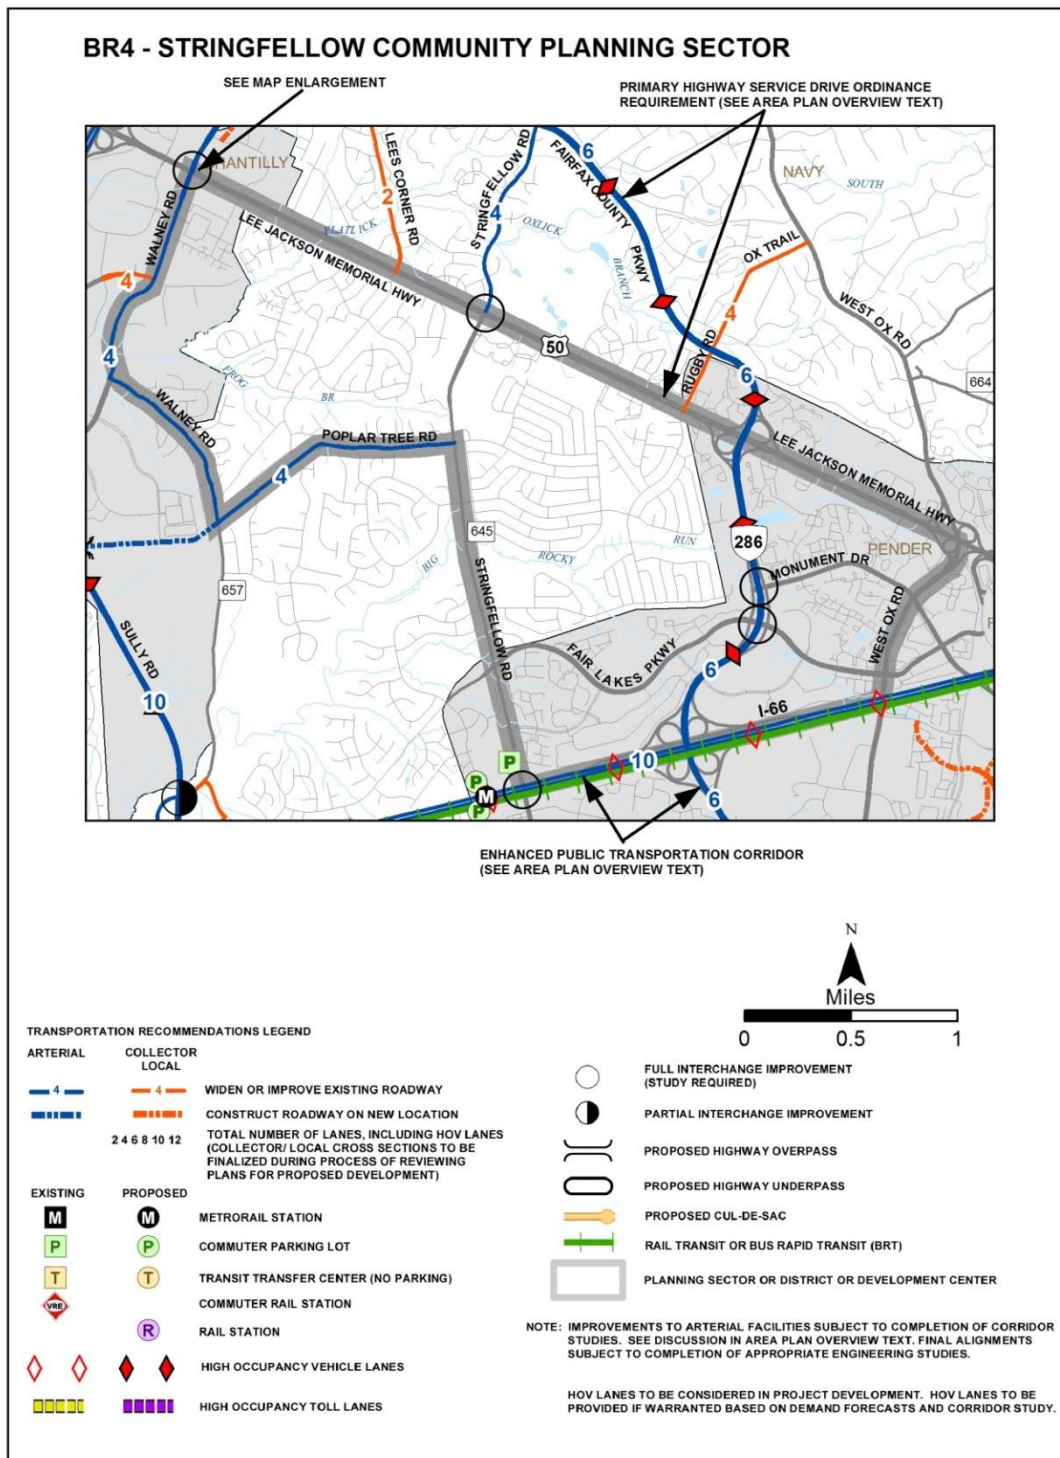 BR4 - STRINGFELLOW COMMUNITY PLANNING SECTOR
SEE MAP ENLARGEMENT
PRIMARY HIGHWAY SERVICE DRIVE ORDINANCE
REQUIREMENT (SEE AREA PLAN OVERVIEW TEXT)
HANTILLY
WALNEY RD
LEES CORNER RD
2
STRINGFELLOW RD
4
6
FAIRFAX COUNTY
PKWY
NAVY
SOUTH
FLATLICK
OXLICK
BRANCH
OX TRAIL
4
LEE JACKSON MEMORIAL HWY
4
WEST OX RD
50
RUGBY RD
6
664
4
FROG
BR
WALNEY RD
POPLAR TREE RD
4
LEE JACKSON MEMORIAL HWY
645
286
RUN
ROCKY
BIG
PENDER
MONUMENT DR
657
STRINGFELLOW RD
SULLY RD
FAIR LAKES PKWY
WEST OX RD
6
10
I-66
P
10
P
M
P
6
ENHANCED PUBLIC TRANSPORTATION CORRIDOR
(SEE AREA PLAN OVERVIEW TEXT)
N
Miles
0 0.5 1
TRANSPORTATION RECOMMENDATIONS LEGEND
ARTERIAL COLLECTOR
LOCAL
4 4 WIDEN OR IMPROVE EXISTING ROADWAY
CONSTRUCT ROADWAY ON NEW LOCATION
2 4 6 8 10 12 TOTAL NUMBER OF LANES, INCLUDING HOV LANES
(COLLECTOR/ LOCAL CROSS SECTIONS TO BE
FINALIZED DURING PROCESS OF REVIEWING
PLANS FOR PROPOSED DEVELOPMENT)
EXISTING PROPOSED
M M METRORAIL STATION
P P COMMUTER PARKING LOT
T T TRANSIT TRANSFER CENTER (NO PARKING)
VRE COMMUTER RAIL STATION
R RAIL STATION
HIGH OCCUPANCY VEHICLE LANES
HIGH OCCUPANCY TOLL LANES
FULL INTERCHANGE IMPROVEMENT
(STUDY REQUIRED)
PARTIAL INTERCHANGE IMPROVEMENT
PROPOSED HIGHWAY OVERPASS
PROPOSED HIGHWAY UNDERPASS
PROPOSED CUL-DE-SAC
RAIL TRANSIT OR BUS RAPID TRANSIT (BRT)
PLANNING SECTOR OR DISTRICT OR DEVELOPMENT CENTER
NOTE: IMPROVEMENTS TO ARTERIAL FACILITIES SUBJECT TO COMPLETION OF CORRIDOR
STUDIES. SEE DISCUSSION IN AREA PLAN OVERVIEW TEXT. FINAL ALIGNMENTS
SUBJECT TO COMPLETION OF APPROPRIATE ENGINEERING STUDIES.
HOV LANES TO BE CONSIDERED IN PROJECT DEVELOPMENT. HOV LANES TO BE
PROVIDED IF WARRANTED BASED ON DEMAND FORECASTS AND CORRIDOR STUDY.